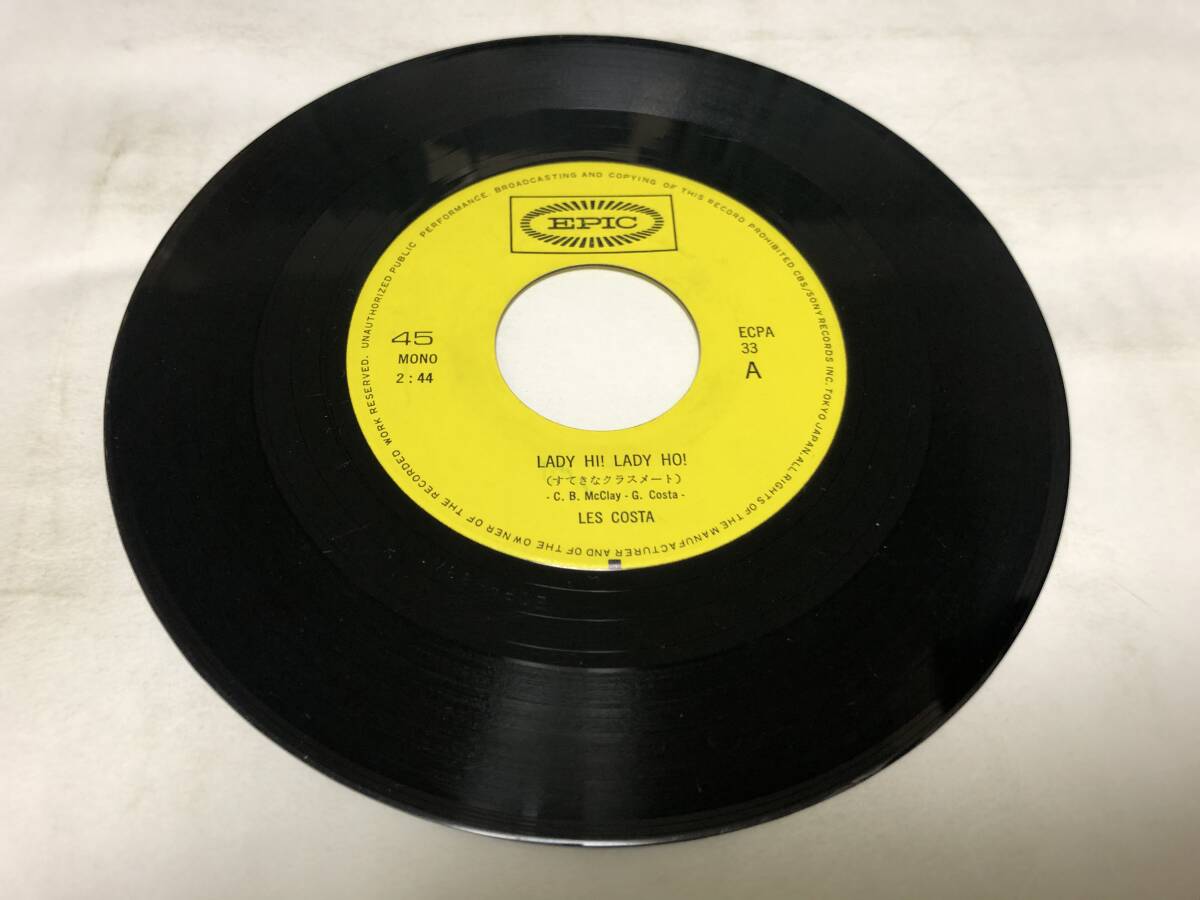 UNAUTHORIZED PUBLIC PERFORMANCE. BROADCASTING AND COPYING OF THIS RECORD PROHIBITED CBS/SONY RECORDS INC. TOKYO JAPAN. ALL RIGHTS OF THE MANUFACTURER AND OF THE OWNER OF THE RECORDED WORK RESERVED.
EPIC
45
MONO
2:44
ECPA
33
A
LADY HI! LADY HO!
(すてきなクラスメート)
- C. B. McClay - G. Costa -
LES COSTA